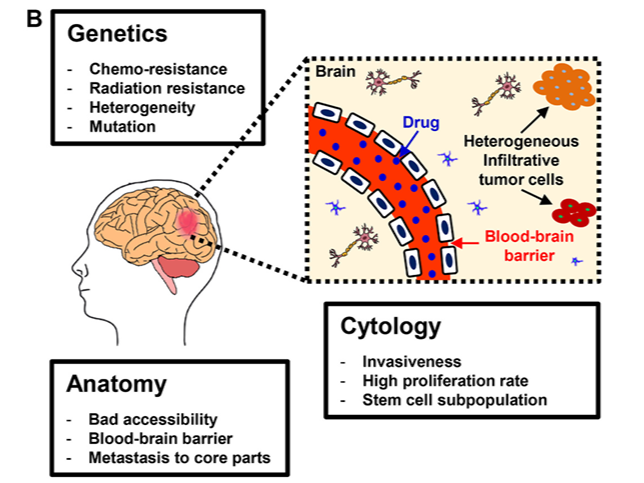 B
Genetics
- Chemo-resistance
- Radiation resistance
- Heterogeneity
- Mutation
Brain
Drug
Heterogeneous
Infiltrative
tumor cells
Blood-brain
barrier
Cytology
- Invasiveness
- High proliferation rate
- Stem cell subpopulation
Anatomy
- Bad accessibility
- Blood-brain barrier
- Metastasis to core parts